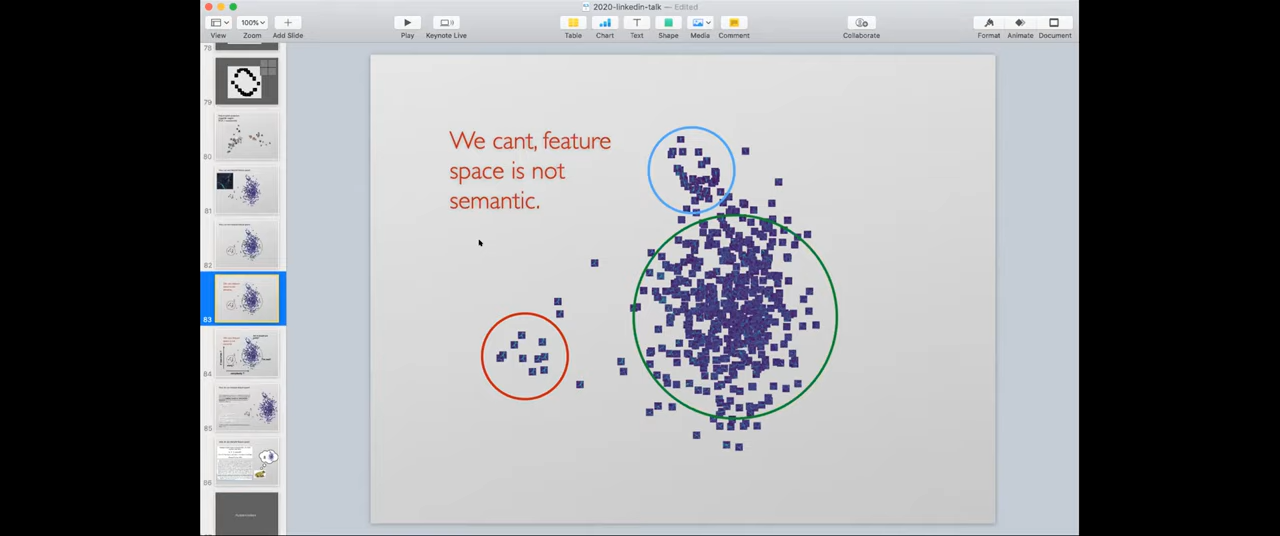 2020-linkedin-talk — Edited
100%
View
Zoom
Add Slide
Play
Keynote Live
Table
Chart
Text
Shape
Media
Comment
Collaborate
Format
Animate
Document
78
79
80
81
82
83
84
85
86
We cant, feature
space is not
semantic.